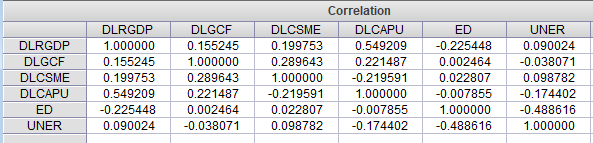 Correlation
DLRGDP DLGCF DLCSME DLCAPU ED UNER
DLRGDP 1.000000 0.155245 0.199753 0.549209 -0.225448 0.090024
DLGCF 0.155245 1.000000 0.289643 0.221487 0.002464 -0.038071
DLCSME 0.199753 0.289643 1.000000 -0.219591 0.022807 0.098782
DLCAPU 0.549209 0.221487 -0.219591 1.000000 -0.007855 -0.174402
ED -0.225448 0.002464 0.022807 -0.007855 1.000000 -0.488616
UNER 0.090024 -0.038071 0.098782 -0.174402 -0.488616 1.000000